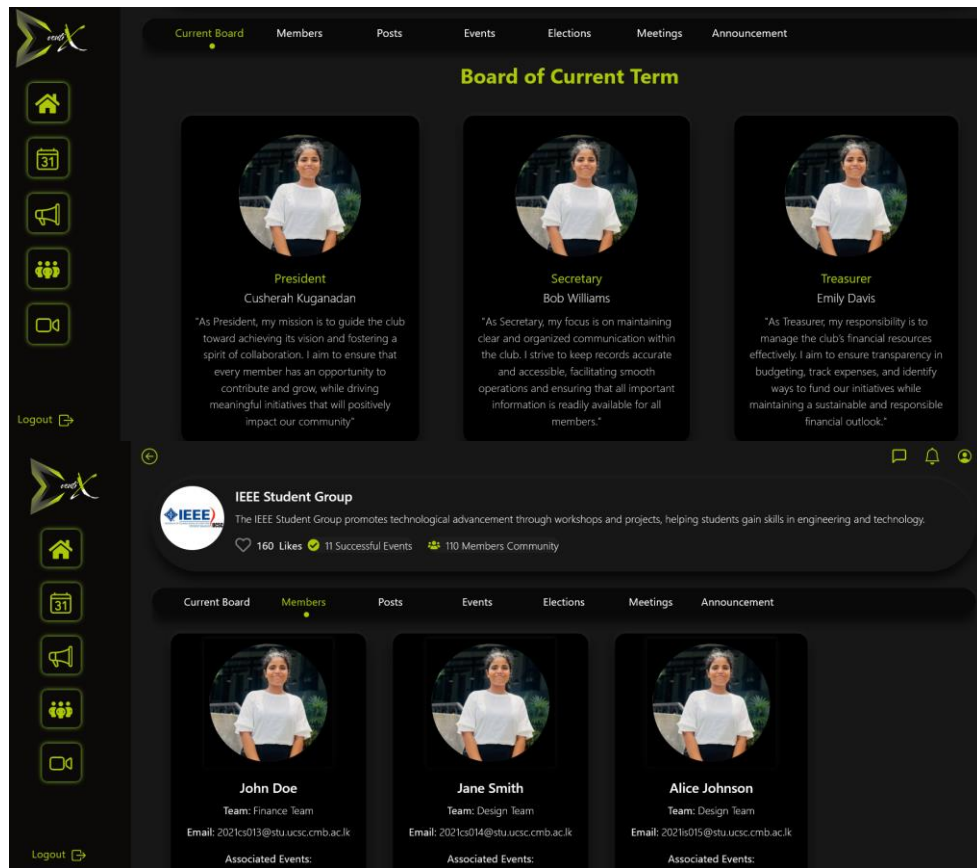 EventX
Current Board Members Posts Events Elections Meetings Announcement
Board of Current Term
31
President
Cusherah Kuganadan
"As President, my mission is to guide the club
toward achieving its vision and fostering a
spirit of collaboration. I aim to ensure that
every member has an opportunity to
contribute and grow, while driving
meaningful initiatives that will positively
impact our community"
Secretary
Bob Williams
"As Secretary, my focus is on maintaining
clear and organized communication within
the club. I strive to keep records accurate
and accessible, facilitating smooth
operations and ensuring that all important
information is readily available for all
members."
Treasurer
Emily Davis
"As Treasurer, my responsibility is to
manage the club's financial resources
effectively. I aim to ensure transparency in
budgeting, track expenses, and identify
ways to fund our initiatives while
maintaining a sustainable and responsible
financial outlook."
Logout
EventX
IEEE
UCSC
IEEE Student Group
The IEEE Student Group promotes technological advancement through workshops and projects, helping students gain skills in engineering and technology.
160 Likes 11 Successful Events 110 Members Community
31
Current Board Members Posts Events Elections Meetings Announcement
John Doe
Team: Finance Team
Email: 2021cs013@stu.ucsc.cmb.ac.lk
Associated Events:
Jane Smith
Team: Design Team
Email: 2021cs014@stu.ucsc.cmb.ac.lk
Associated Events:
Alice Johnson
Team: Design Team
Email: 2021is015@stu.ucsc.cmb.ac.lk
Associated Events:
Logout